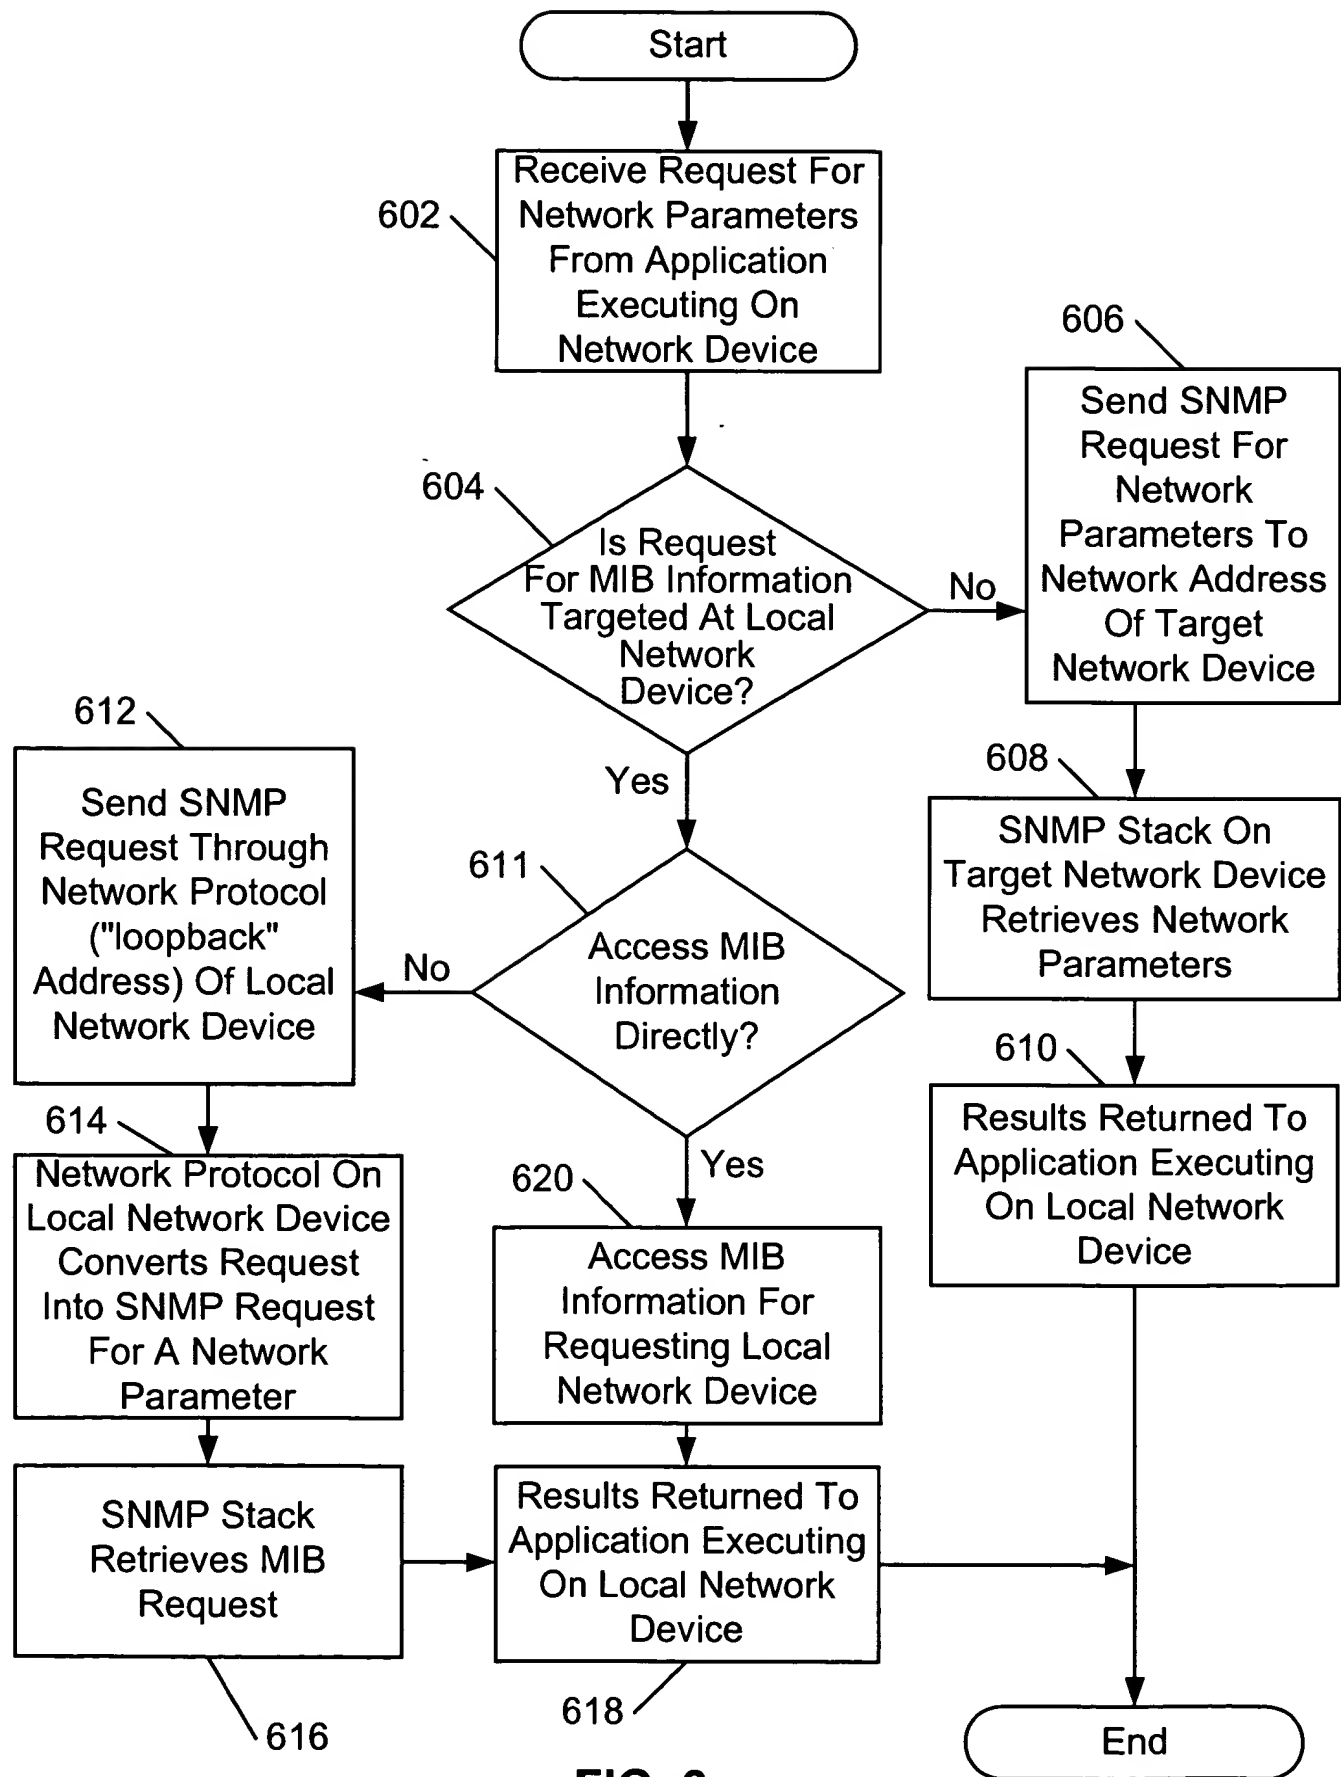 Start
602
Receive Request For
Network Parameters
From Application
Executing On
Network Device
606
Send SNMP
Request For
Network
Parameters To
Network Address
Of Target
Network Device
604
Is Request
For MIB Information
Targeted At Local
Network
Device?
No
Yes
608
SNMP Stack On
Target Network Device
Retrieves Network
Parameters
610
Results Returned To
Application Executing
On Local Network
Device
611
Access MIB
Information
Directly?
No
Yes
612
Send SNMP
Request Through
Network Protocol
("loopback"
Address) Of Local
Network Device
614
Network Protocol On
Local Network Device
Converts Request
Into SNMP Request
For A Network
Parameter
SNMP Stack
Retrieves MIB
Request
616
620
Access MIB
Information For
Requesting Local
Network Device
Results Returned To
Application Executing
On Local Network
Device
618
End